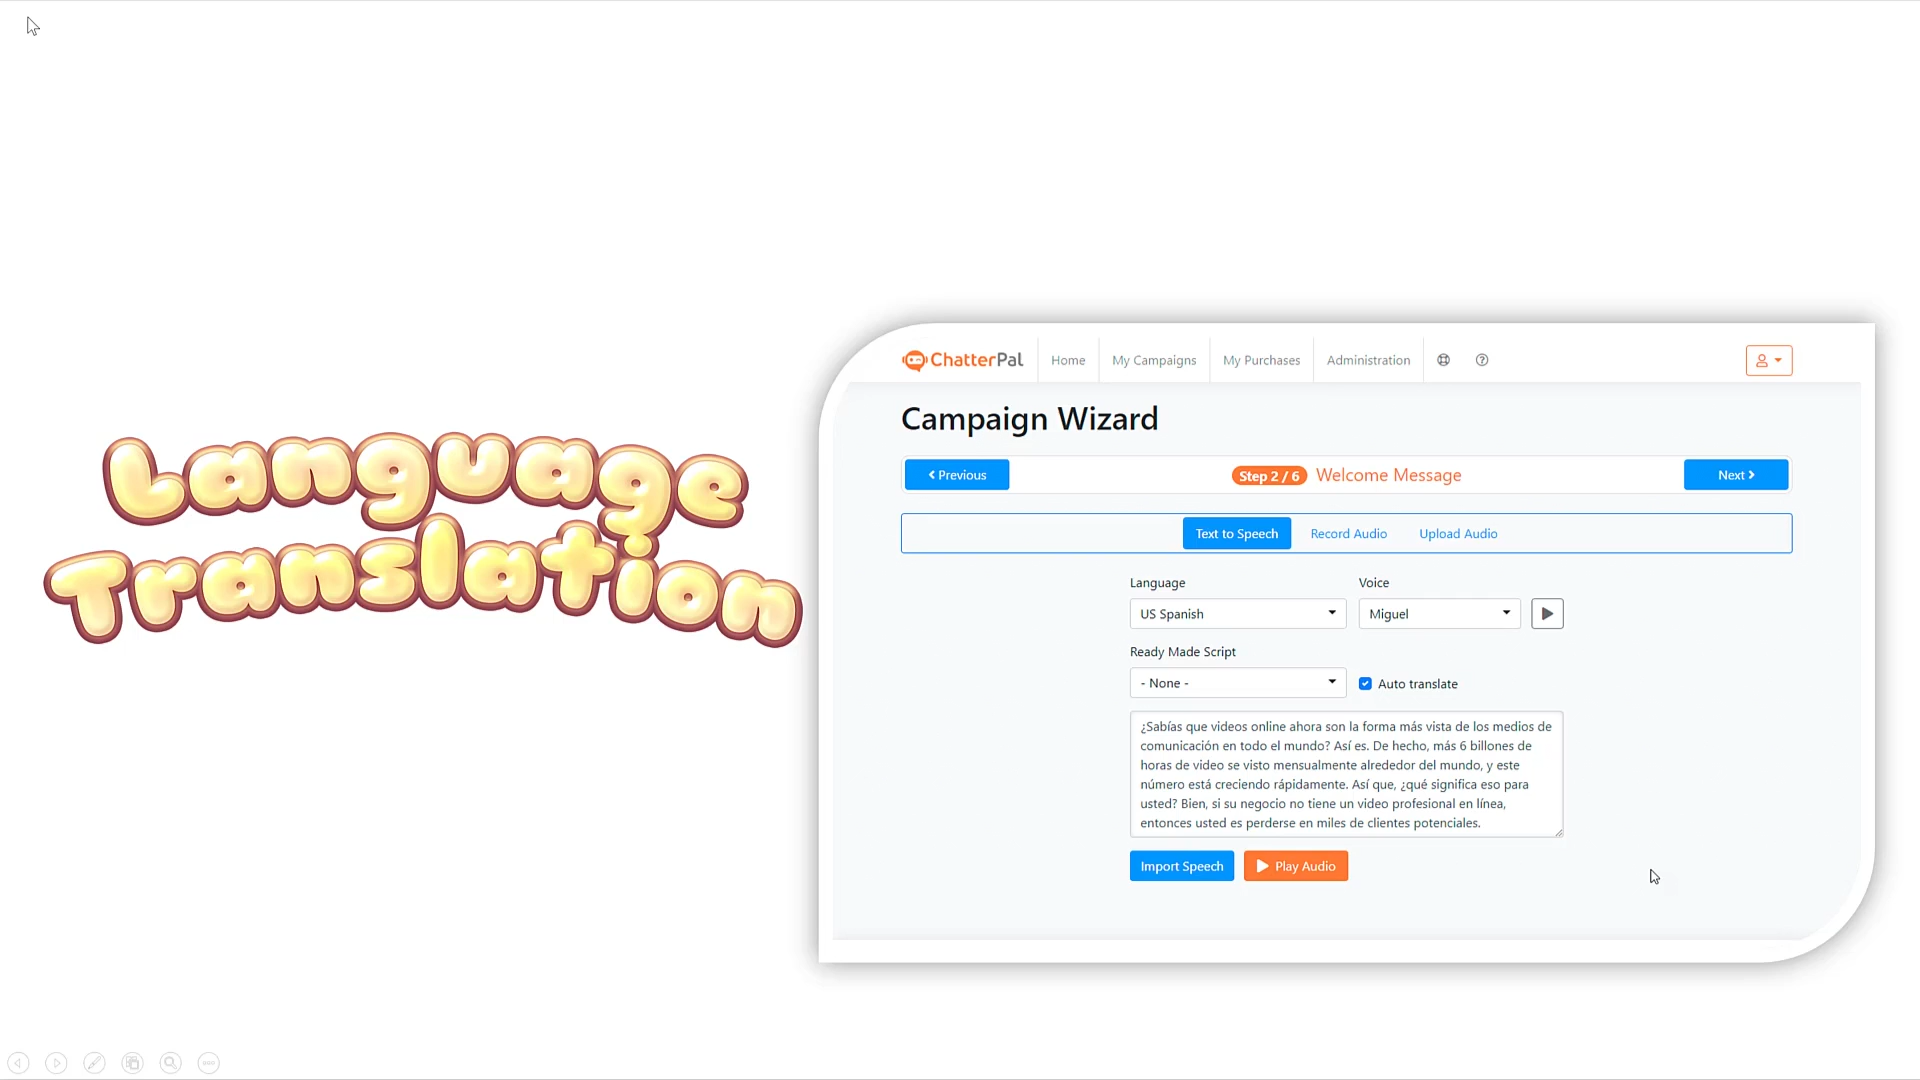 Language
Translation
ChatterPal
Home
My Campaigns
My Purchases
Administration
Campaign Wizard
Previous
Step 2 / 6
Welcome Message
Next
Text to Speech
Record Audio
Upload Audio
Language
Voice
US Spanish
Miguel
Ready Made Script
- None -
Auto translate
¿Sabías que videos online ahora son la forma más vista de los medios de
comunicación en todo el mundo? Así es. De hecho, más 6 billones de
horas de video se visto mensualmente alrededor del mundo, y este
número está creciendo rápidamente. Así que, ¿qué significa eso para
usted? Bien, si su negocio no tiene un video profesional en línea,
entonces usted es perderse en miles de clientes potenciales.
Import Speech
Play Audio